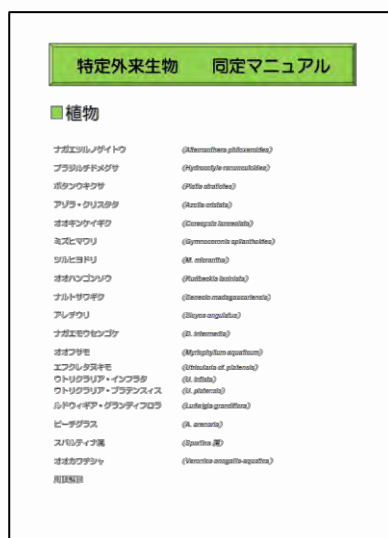 特定外来生物　　同定マニュアル
植物
ナガエツルノゲイトウ (Alternanthera philoxeroides)
ブラジルチドメグサ (Hydrocotyle ranunculoides)
ボタンウキクサ (Pistia stratiotes)
アゾラ・クリスタタ (Azolla cristata)
オオキンケイギク (Coreopsis lanceolata)
ミズヒマワリ (Gymnocoronis spilanthoides)
ツルヒヨドリ (M. micrantha)
オオハンゴンソウ (Rudbeckia laciniata)
ナルトサワギク (Senecio madagascariensis)
アレチウリ (Sicyos angulatus)
ナガエモウセンゴケ (D. intermedia)
オオフサモ (Myriophyllum aquaticum)
エフクレタヌキモ (Utricularia cf. platensis)
ウトリクラリア・インフラタ (U. inflata)
ウトリクラリア・プラテンスィス (U. platensis)
ルドウィギア・グランディフロラ (Ludwigia grandiflora)
ビーチグラス (A. arenaria)
スパルティナ属 (Spartina 属)
オオカワヂシャ (Veronica anagallis-aquatica)
用語解説